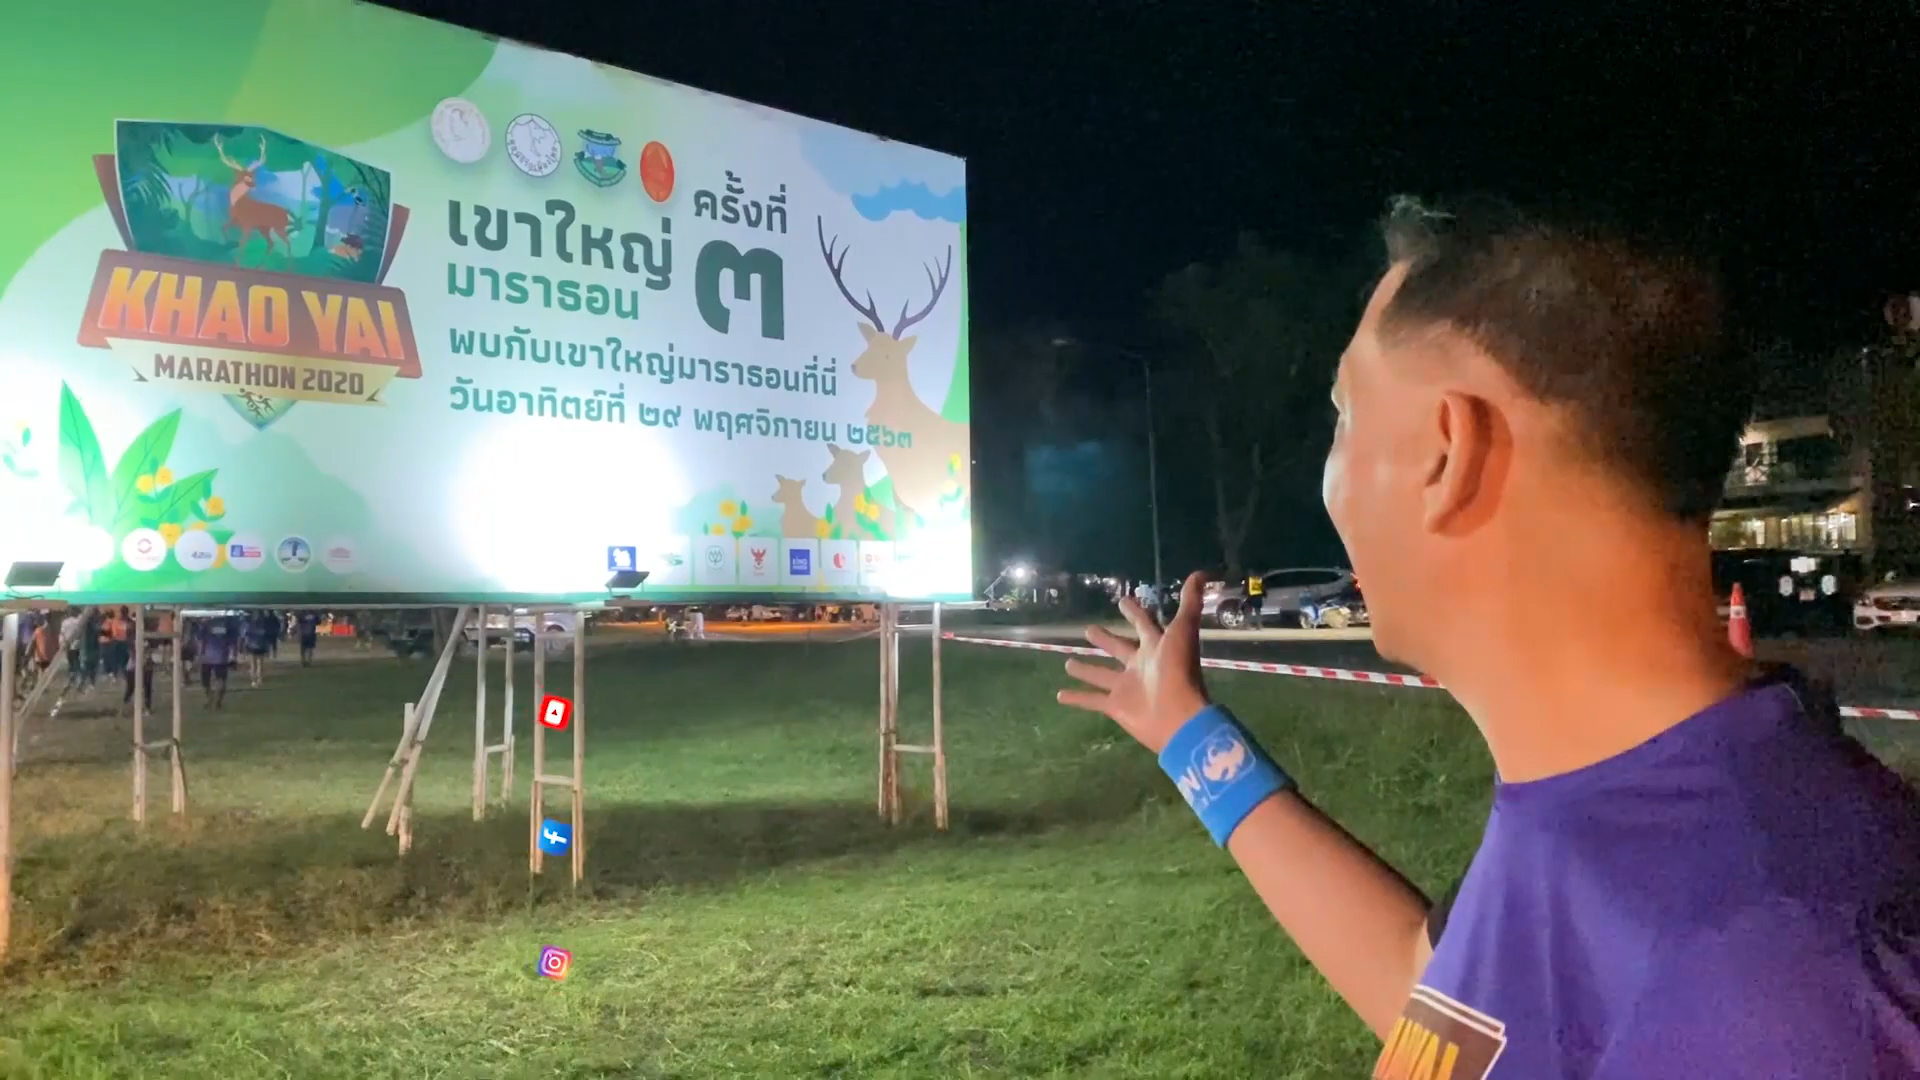 KHAO YAI
MARATHON 2020
เขาใหญ่
มาราธอน
ครั้งที่
๓
พบกับเขาใหญ่มาราธอนที่นี่
วันอาทิตย์ที่ ๒๙ พฤศจิกายน ๒๕๖๓